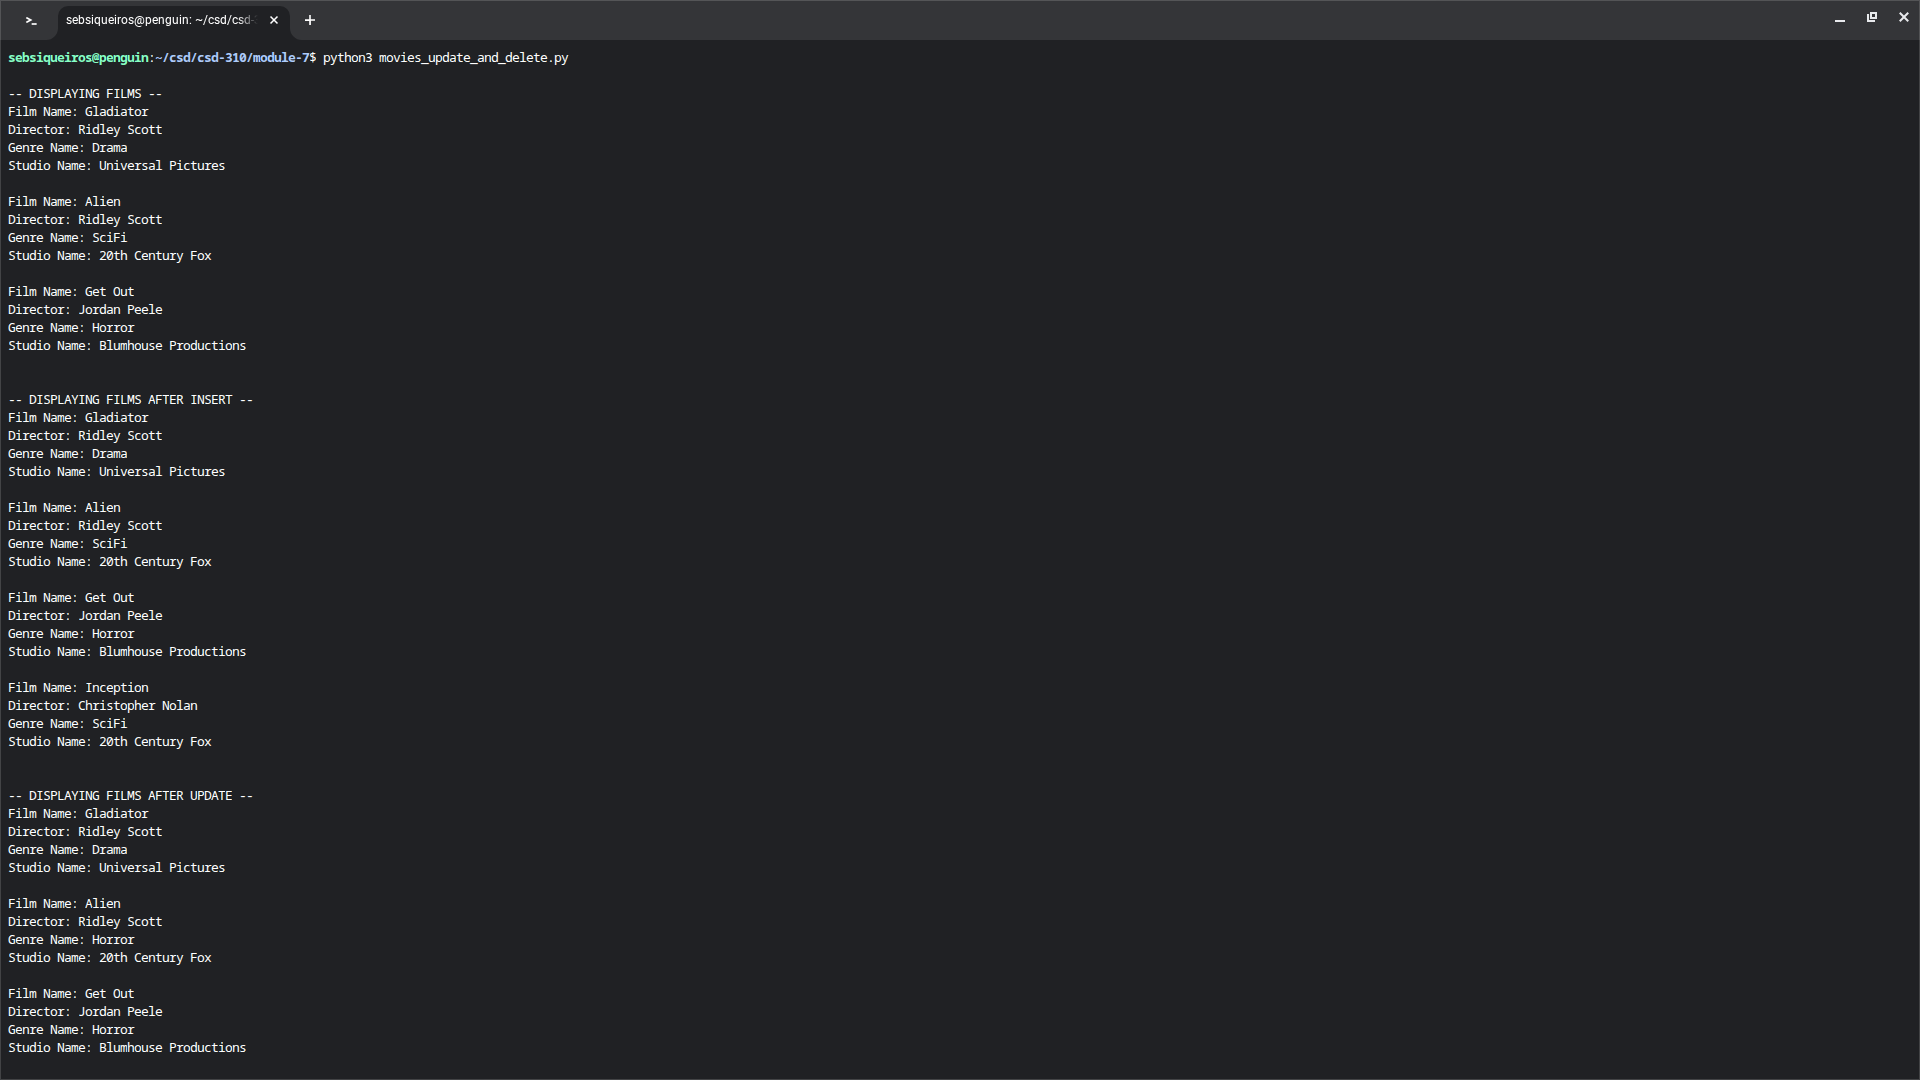 sebsiqueiros@penguin: ~/csd/csd-
sebsiqueiros@penguin:~/csd/csd-310/module-7$ python3 movies_update_and_delete.py
-- DISPLAYING FILMS --
Film Name: Gladiator
Director: Ridley Scott
Genre Name: Drama
Studio Name: Universal Pictures
Film Name: Alien
Director: Ridley Scott
Genre Name: SciFi
Studio Name: 20th Century Fox
Film Name: Get Out
Director: Jordan Peele
Genre Name: Horror
Studio Name: Blumhouse Productions
-- DISPLAYING FILMS AFTER INSERT --
Film Name: Gladiator
Director: Ridley Scott
Genre Name: Drama
Studio Name: Universal Pictures
Film Name: Alien
Director: Ridley Scott
Genre Name: SciFi
Studio Name: 20th Century Fox
Film Name: Get Out
Director: Jordan Peele
Genre Name: Horror
Studio Name: Blumhouse Productions
Film Name: Inception
Director: Christopher Nolan
Genre Name: SciFi
Studio Name: 20th Century Fox
-- DISPLAYING FILMS AFTER UPDATE --
Film Name: Gladiator
Director: Ridley Scott
Genre Name: Drama
Studio Name: Universal Pictures
Film Name: Alien
Director: Ridley Scott
Genre Name: Horror
Studio Name: 20th Century Fox
Film Name: Get Out
Director: Jordan Peele
Genre Name: Horror
Studio Name: Blumhouse Productions